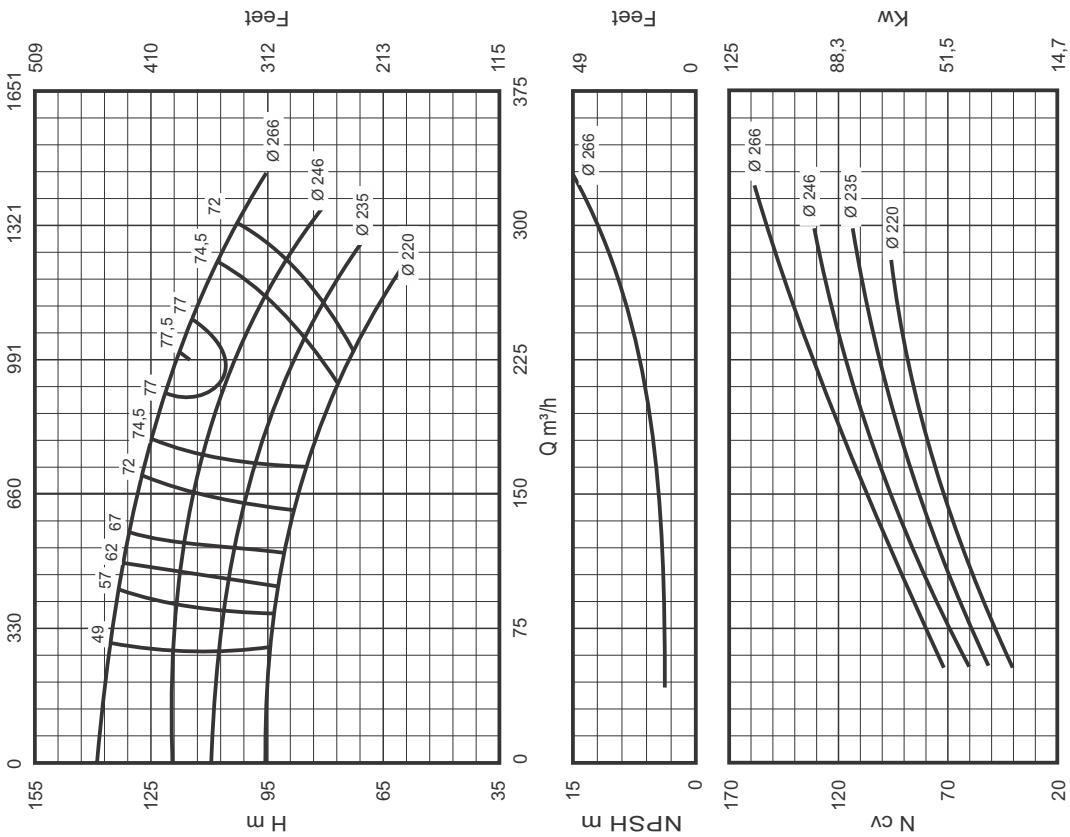 0 330 660 991 1321 1651
155
125
95
65
35
H m
509
410
312
213
115
Feet
49
57
62
67
72
74,5
77
77,5
77
74,5
72
Ø 266
Ø 246
Ø 235
Ø 220
0 75 150 225 300 375
Q m³/h
15
0
NPSH m
49
0
Feet
Ø 266
170
120
70
20
N cv
125
88,3
51,5
14,7
Kw
Ø 266
Ø 246
Ø 235
Ø 220